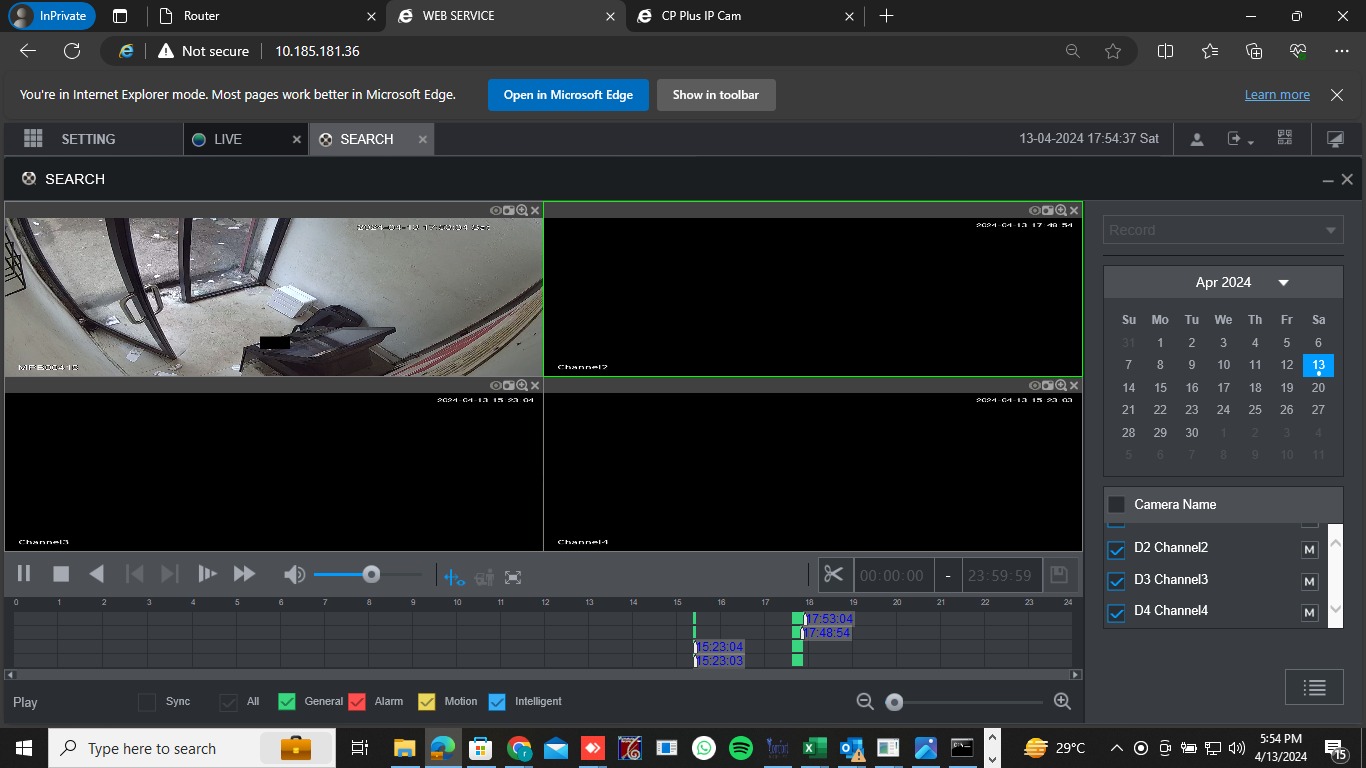 InPrivate
Router
WEB SERVICE
CP Plus IP Cam
Not secure
10.185.181.36
You're in Internet Explorer mode. Most pages work better in Microsoft Edge.
Open in Microsoft Edge
Show in toolbar
Learn more
SETTING
LIVE
SEARCH
13-04-2024 17:54:37 Sat
SEARCH
2024-04-13 17:48:54
Channel2
2024-04-13 15:23:04
Channel3
2024-04-13 15:23:03
Channel4
Record
Apr 2024
Su Mo Tu We Th Fr Sa
31 1 2 3 4 5 6
7 8 9 10 11 12 13
14 15 16 17 18 19 20
21 22 23 24 25 26 27
28 29 30 1 2 3 4
5 6 7 8 9 10 11
Camera Name
D2 Channel2 M
D3 Channel3 M
D4 Channel4 M
00:00:00 - 23:59:59
0 1 2 3 4 5 6 7 8 9 10 11 12 13 14 15 16 17 18 19 20 21 22 23 24
17:53:04
17:48:54
15:23:04
15:23:03
Play
Sync
All
General
Alarm
Motion
Intelligent
Type here to search
29°C
5:54 PM
4/13/2024
15